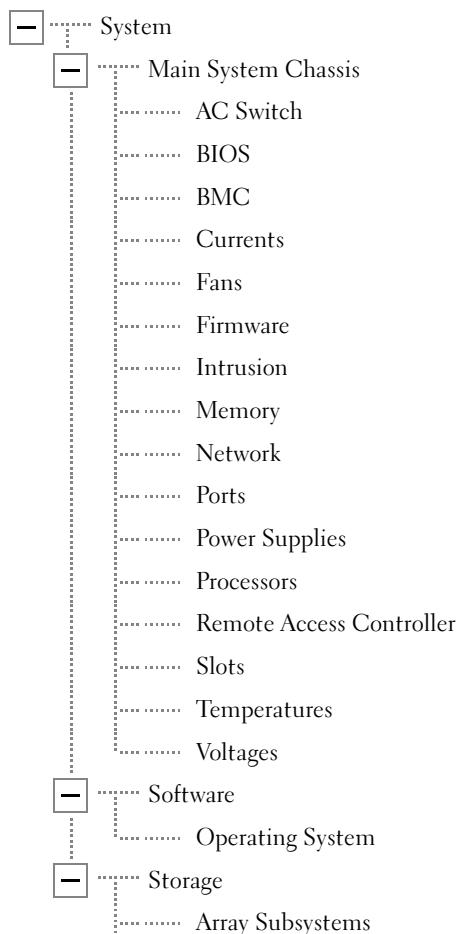 System
Main System Chassis
AC Switch
BIOS
BMC
Currents
Fans
Firmware
Intrusion
Memory
Network
Ports
Power Supplies
Processors
Remote Access Controller
Slots
Temperatures
Voltages
Software
Operating System
Storage
Array Subsystems